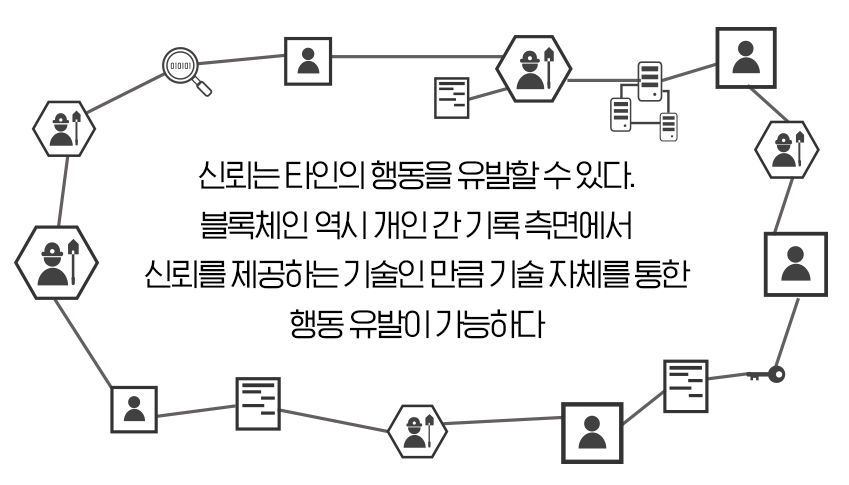 010101
신뢰는 타인의 행동을 유발할 수 있다.
블록체인 역시 개인 간 기록 측면에서
신뢰를 제공하는 기술인 만큼 기술 자체를 통한
행동 유발이 가능하다